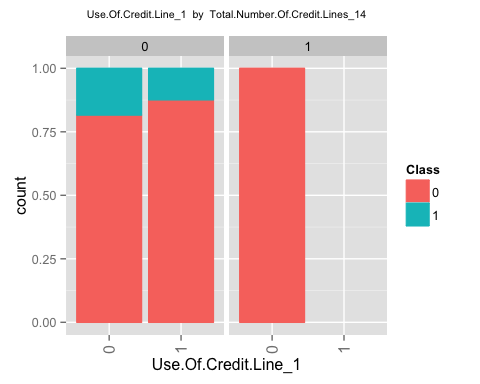 Use.Of.Credit.Line_1 by Total.Number.Of.Credit.Lines_14
0 1
1.00
0.75
0.50
0.25
0.00
count
0 1 0 1
Use.Of.Credit.Line_1
Class
0
1